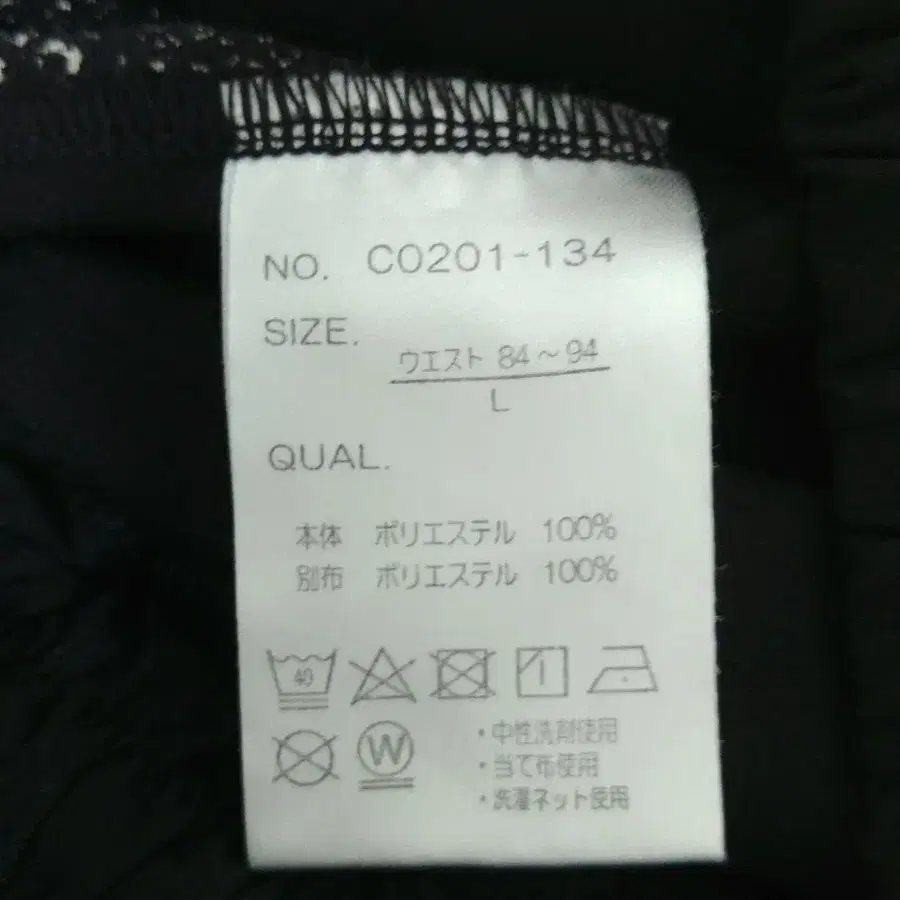 NO. C0201-134
SIZE.
ウエスト 84～94
L
QUAL.
本体 ポリエステル 100%
別布 ポリエステル 100%
40
W
・中性洗剤使用
・当て布使用
・洗濯ネット使用